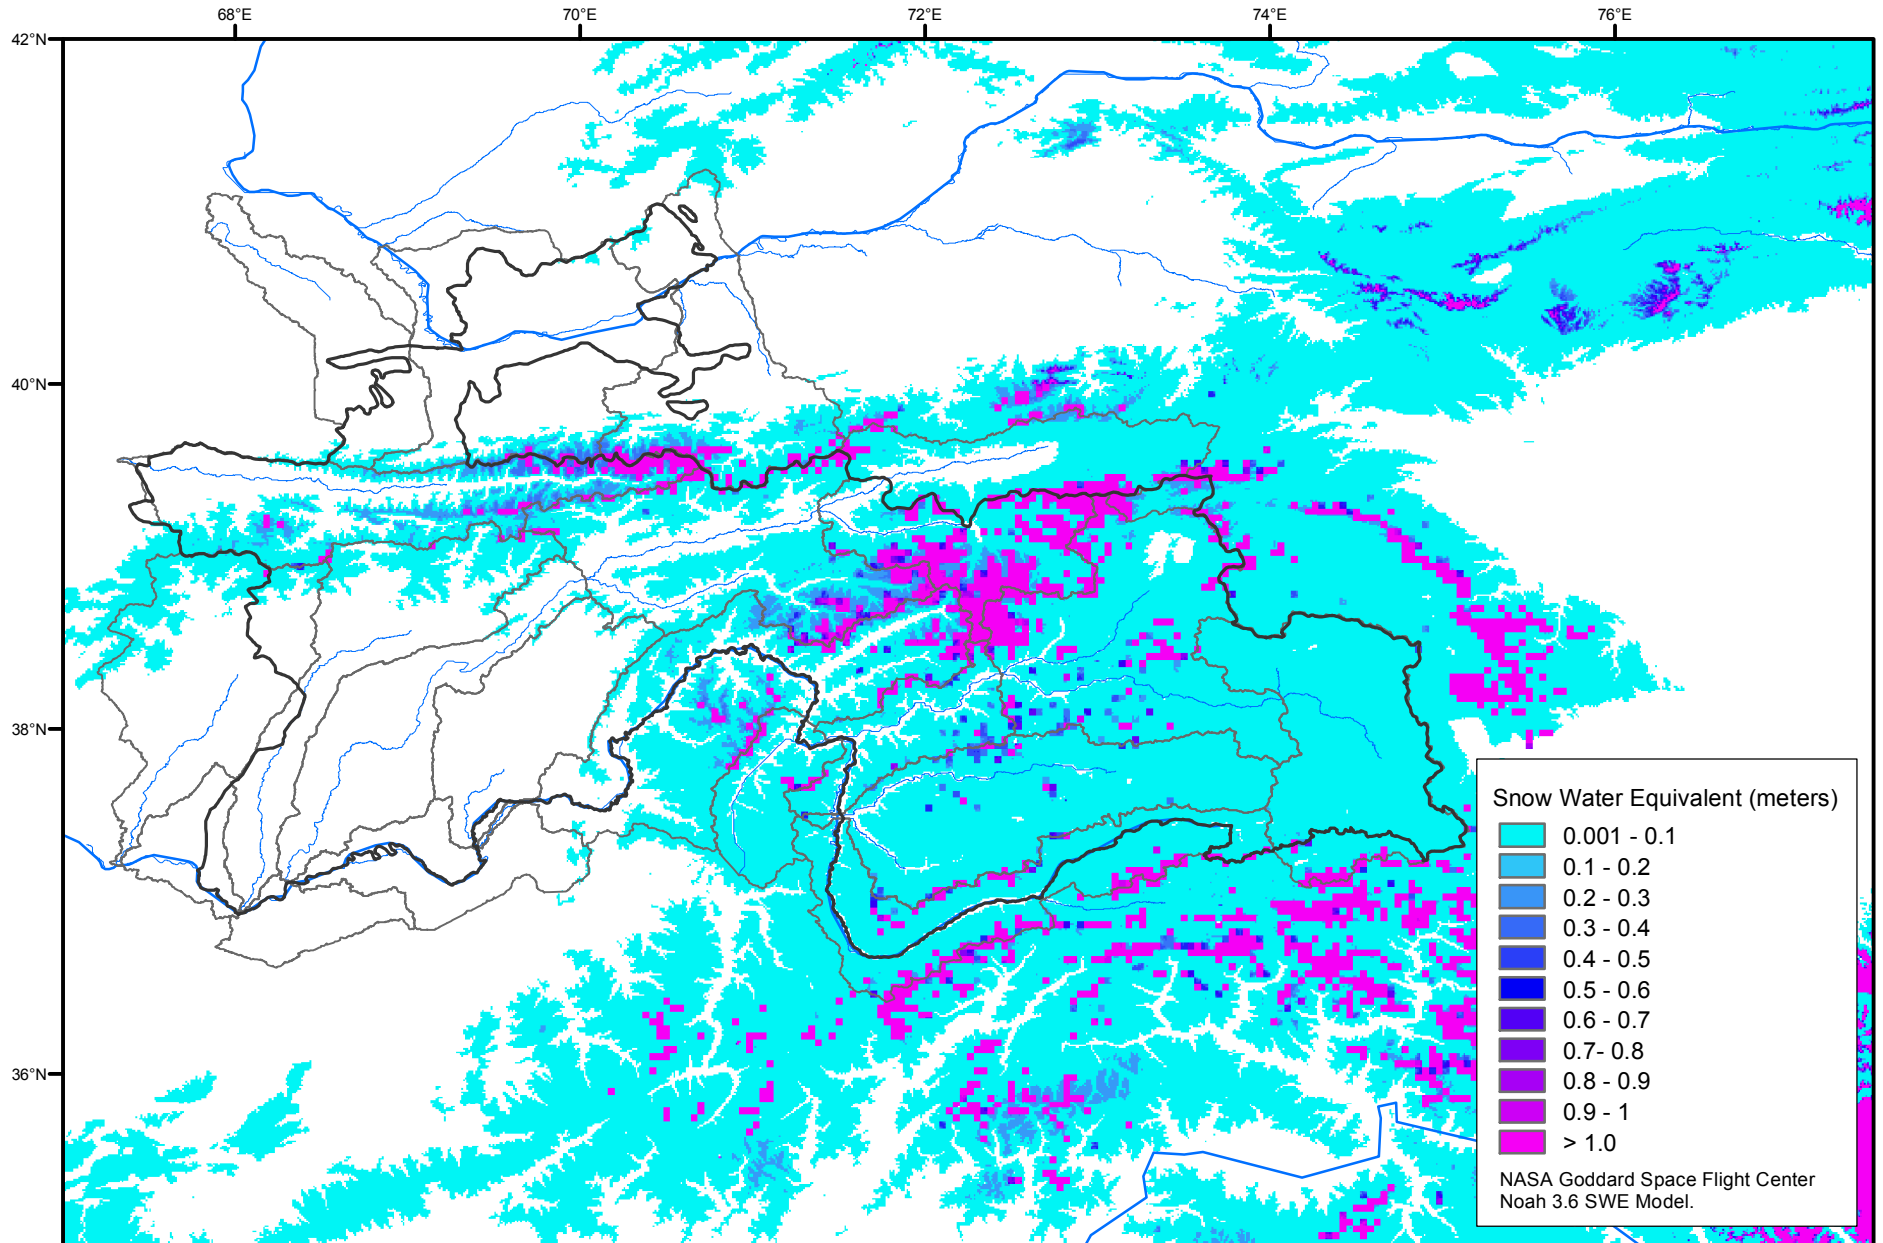 68°E 70°E 72°E 74°E 76°E
42°N
40°N
38°N
36°N
Snow Water Equivalent (meters)
0.001 - 0.1
0.1 - 0.2
0.2 - 0.3
0.3 - 0.4
0.4 - 0.5
0.5 - 0.6
0.6 - 0.7
0.7- 0.8
0.8 - 0.9
0.9 - 1
> 1.0
NASA Goddard Space Flight Center
Noah 3.6 SWE Model.